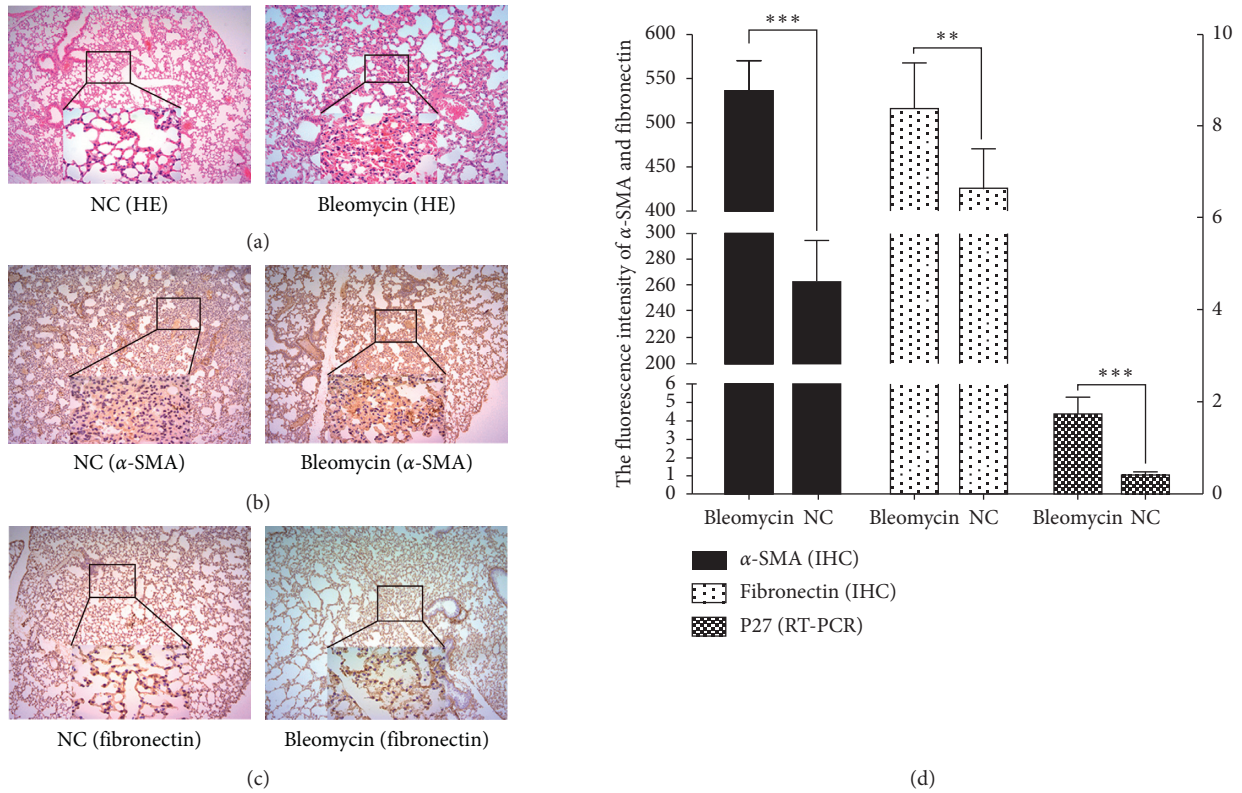 NC (HE)
Bleomycin (HE)
(a)
NC (α-SMA)
Bleomycin (α-SMA)
(b)
NC (fibronectin)
Bleomycin (fibronectin)
(c)
The fluorescence intensity of α-SMA and fibronectin
600
550
500
450
400
300
280
260
240
220
200
6
5
4
3
2
1
0
***
**
***
10
8
6
4
2
0
Bleomycin NC
Bleomycin NC
Bleomycin NC
α-SMA (IHC)
Fibronectin (IHC)
P27 (RT-PCR)
(d)